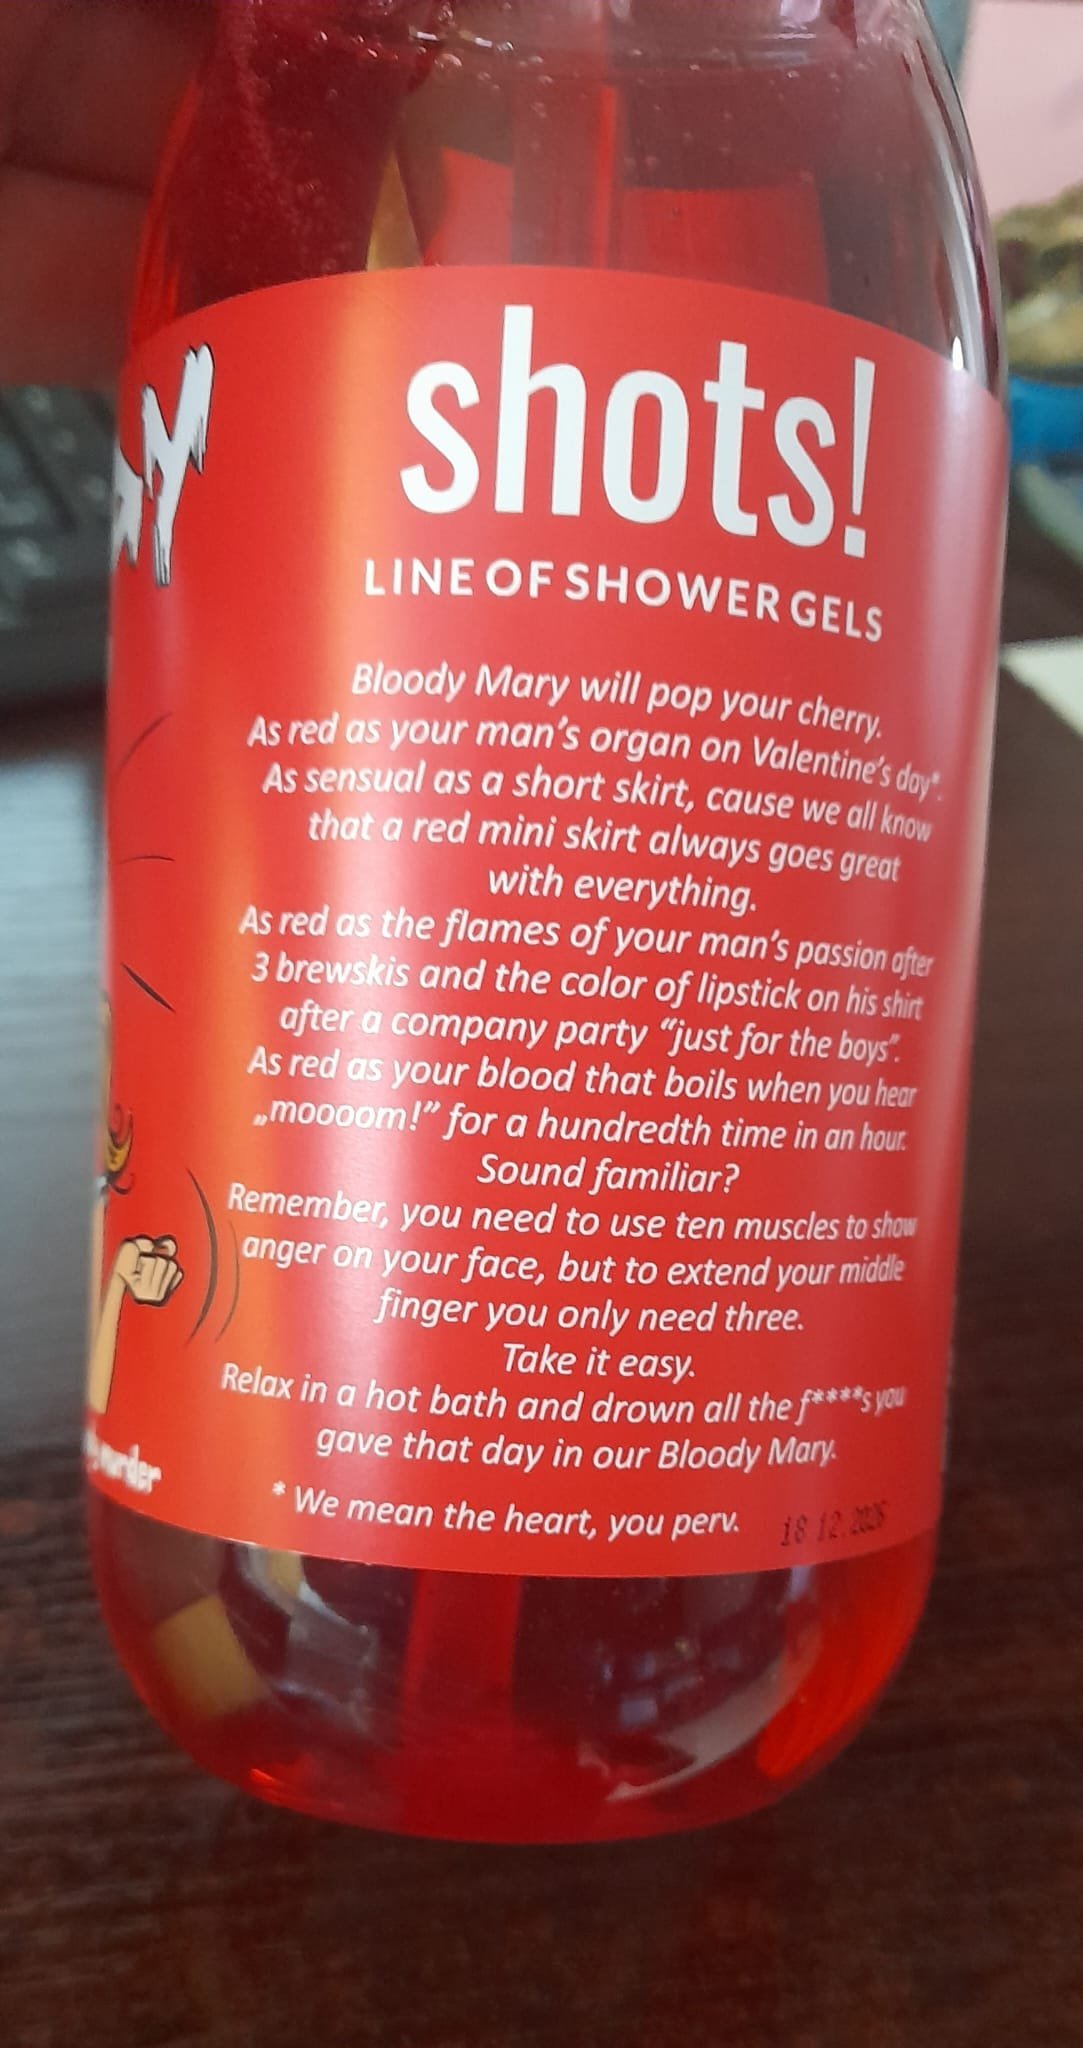 shots!
LINE OF SHOWER GELS
Bloody Mary will pop your cherry.
As red as your man's organ on Valentine's day*.
As sensual as a short skirt, cause we all know
that a red mini skirt always goes great
with everything.
As red as the flames of your man's passion after
3 brewskis and the color of lipstick on his shirt
after a company party “just for the boys”.
As red as your blood that boils when you hear
„moooom!” for a hundredth time in an hour.
Sound familiar?
Remember, you need to use ten muscles to show
anger on your face, but to extend your middle
finger you only need three.
Take it easy.
Relax in a hot bath and drown all the f****s you
gave that day in our Bloody Mary.
* We mean the heart, you perv.
18 12.2026